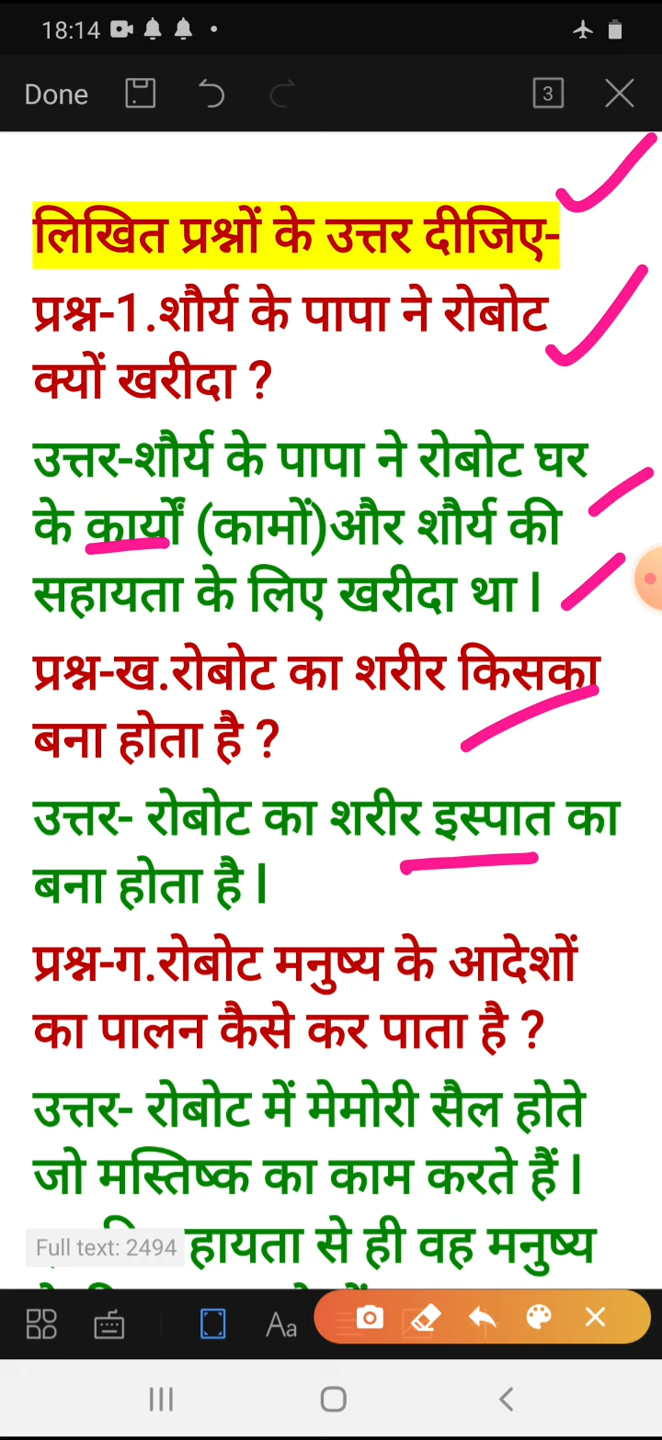 18:14
Done
3
लिखित प्रश्नों के उत्तर दीजिए-
प्रश्न-1.शौर्य के पापा ने रोबोट
क्यों खरीदा ?
उत्तर-शौर्य के पापा ने रोबोट घर
के कार्यों (कामों)और शौर्य की
सहायता के लिए खरीदा था l
प्रश्न-ख.रोबोट का शरीर किसका
बना होता है ?
उत्तर- रोबोट का शरीर इस्पात का
बना होता है l
प्रश्न-ग.रोबोट मनुष्य के आदेशों
का पालन कैसे कर पाता है ?
उत्तर- रोबोट में मेमोरी सैल होते
जो मस्तिष्क का काम करते हैं l
हायता से ही वह मनुष्य
Full text: 2494
Aa